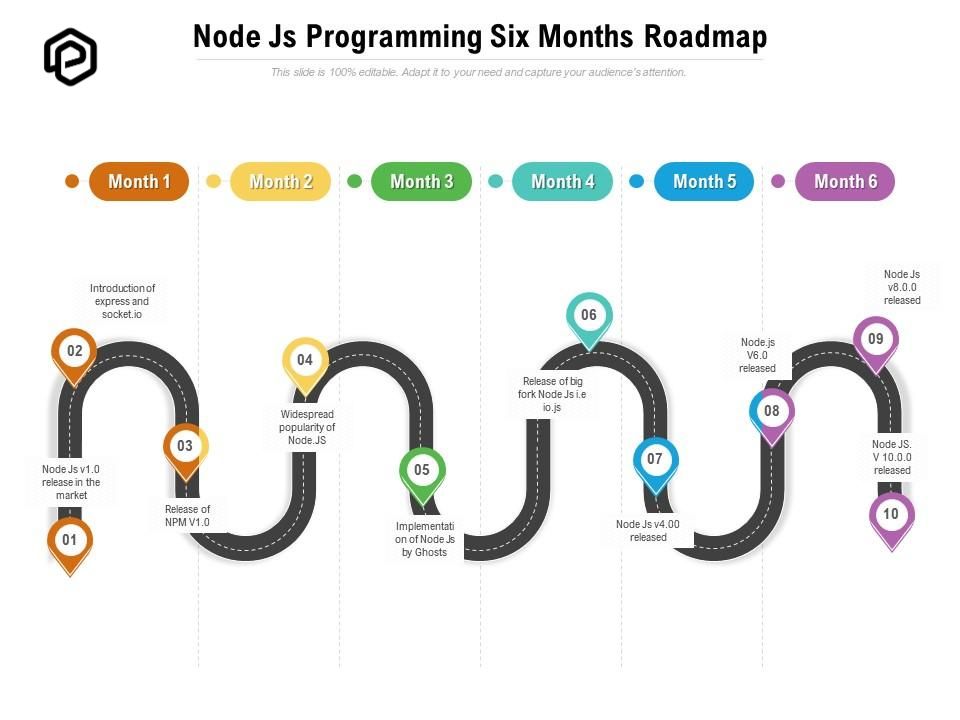 Node Js Programming Six Months Roadmap
This slide is 100% editable. Adapt it to your need and capture your audience's attention.
Month 1
Month 2
Month 3
Month 4
Month 5
Month 6
Introduction of
express and
socket.io
02
Node Js v1.0
release in the
market
01
03
Release of
NPM V1.0
04
Widespread
popularity of
Node.JS
05
Implementati
on of Node Js
by Ghosts
06
Release of big
fork Node Js i.e
io.js
07
Node Js v4.00
released
Node.js
V6.0
released
08
Node Js
v8.0.0
released
09
Node JS.
V 10.0.0
released
10